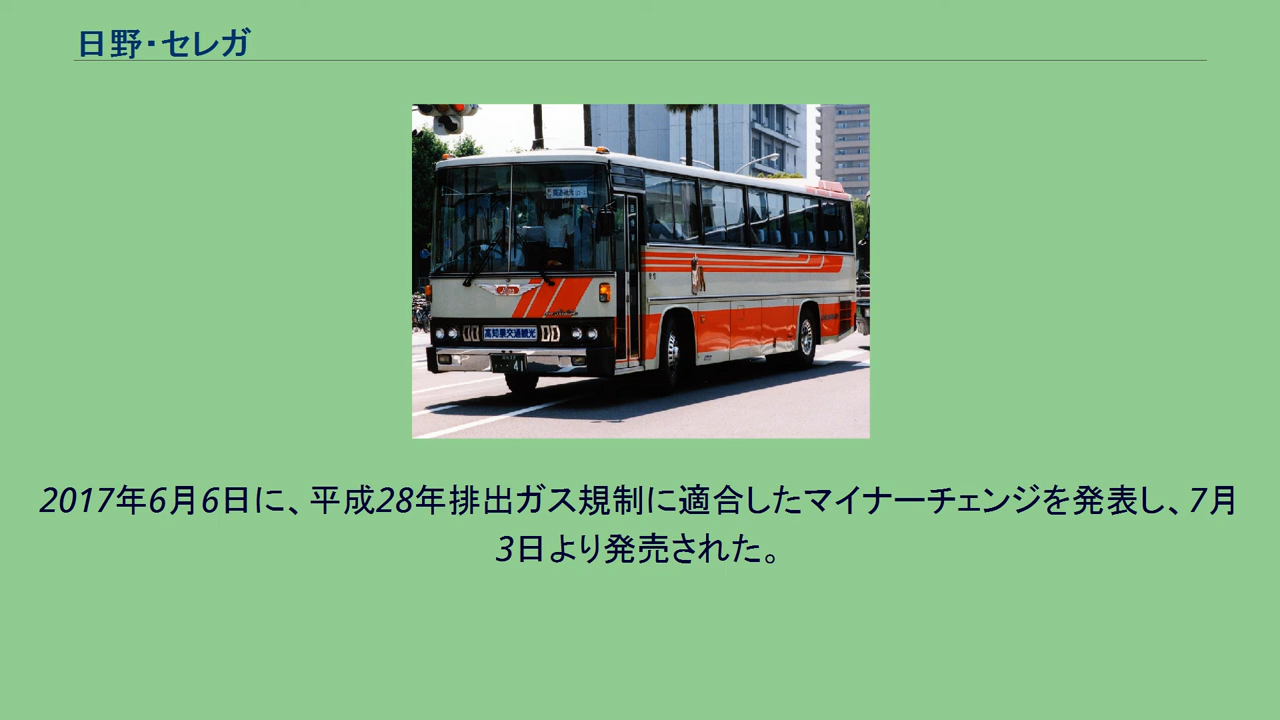 日野・セレガ
高知県交通観光
41
2017年6月6日に、平成28年排出ガス規制に適合したマイナーチェンジを発表し、7月
3日より発売された。